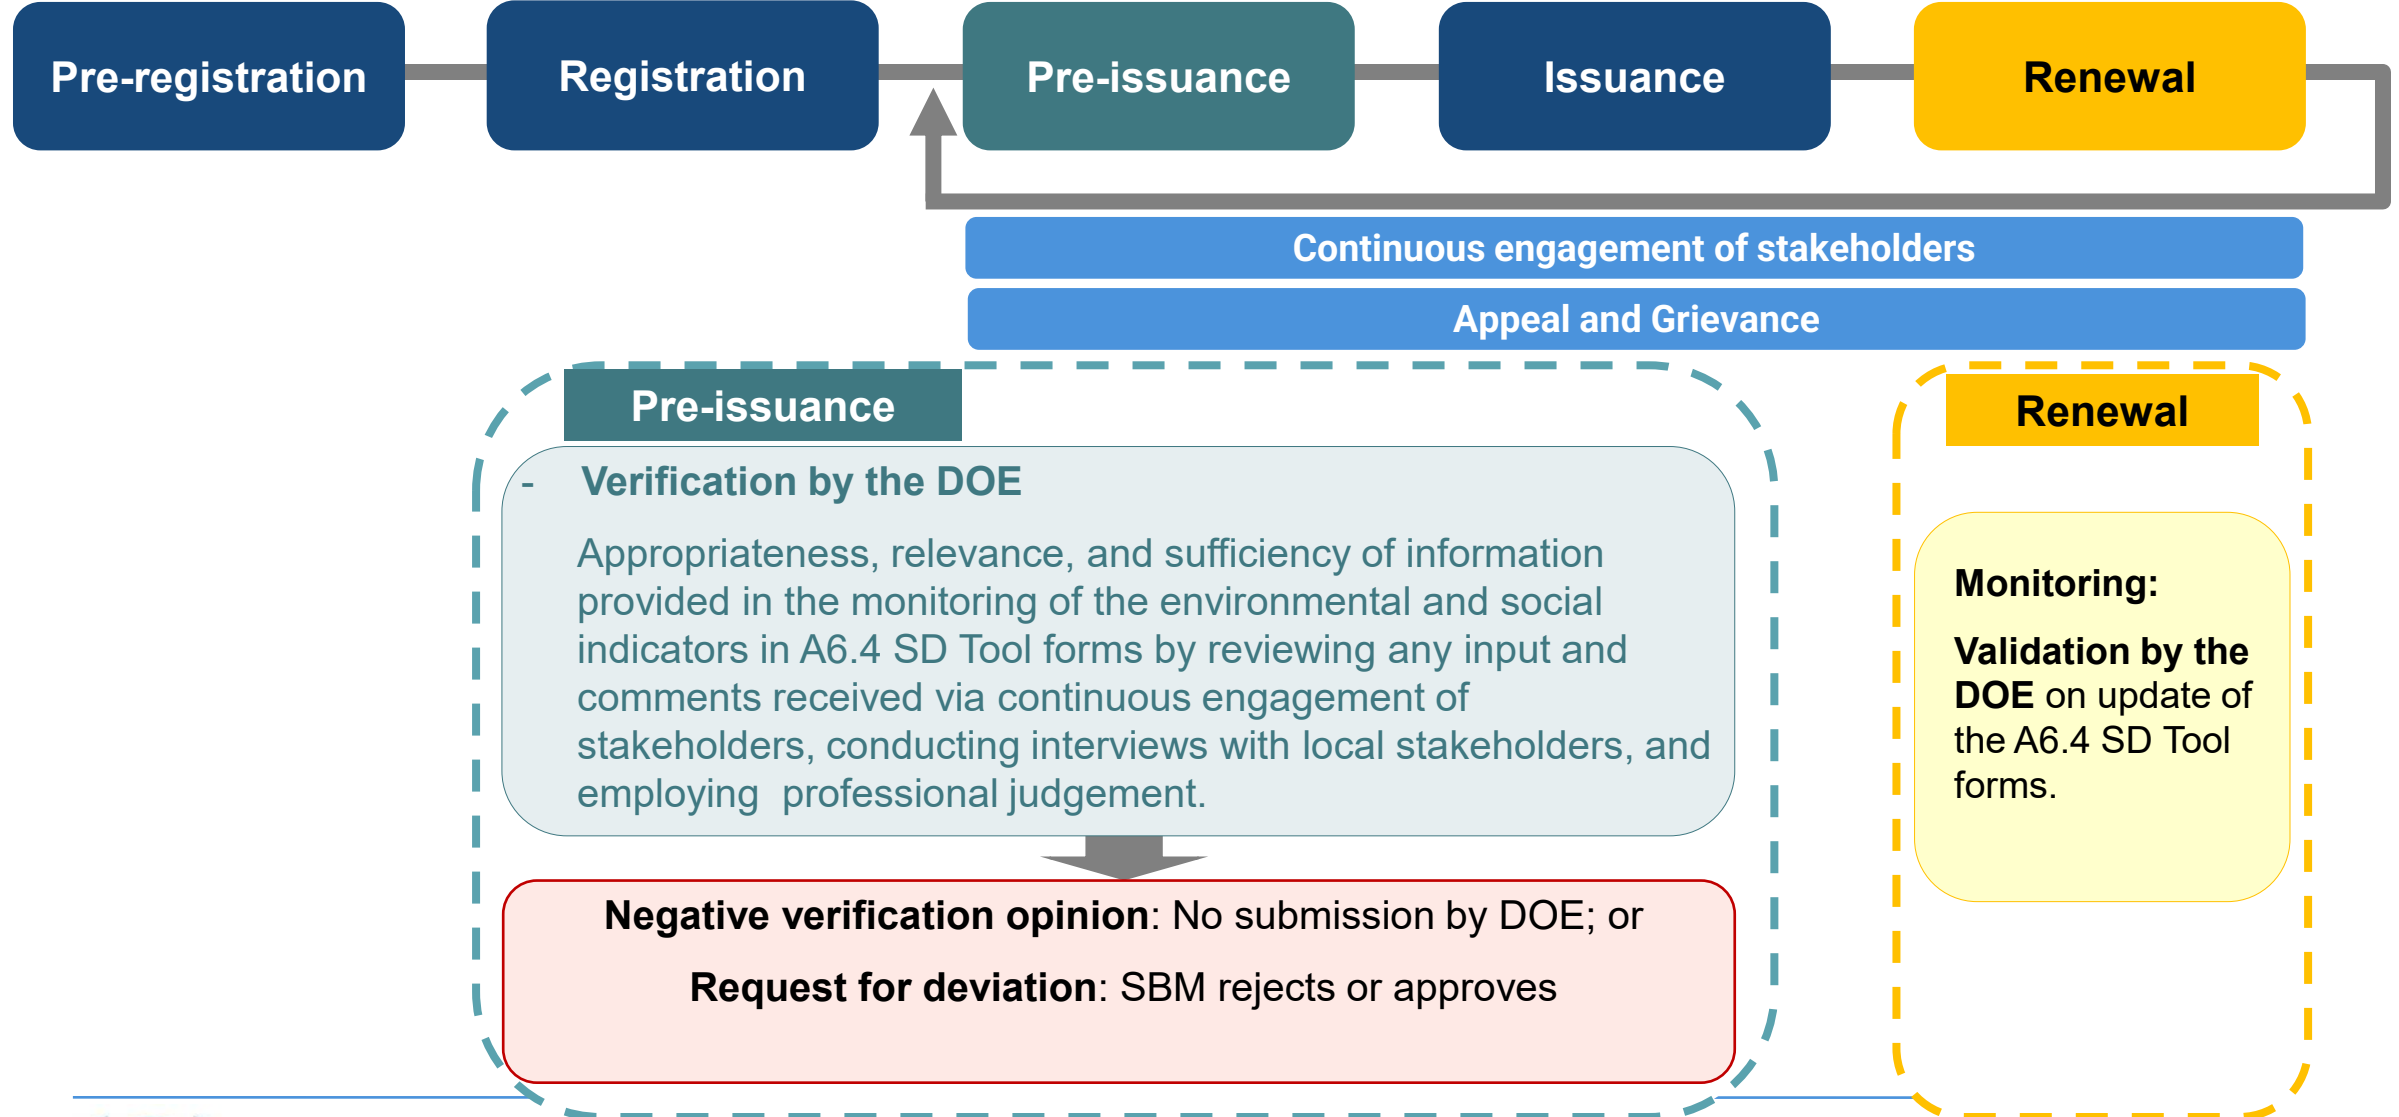 Pre-registration
Registration
Pre-issuance
Issuance
Renewal
Continuous engagement of stakeholders
Appeal and Grievance
Pre-issuance
- Verification by the DOE
Appropriateness, relevance, and sufficiency of information
provided in the monitoring of the environmental and social
indicators in A6.4 SD Tool forms by reviewing any input and
comments received via continuous engagement of
stakeholders, conducting interviews with local stakeholders, and
employing  professional judgement.
Negative verification opinion: No submission by DOE; or
Request for deviation: SBM rejects or approves
Renewal
Monitoring:
Validation by the
DOE on update of
the A6.4 SD Tool
forms.